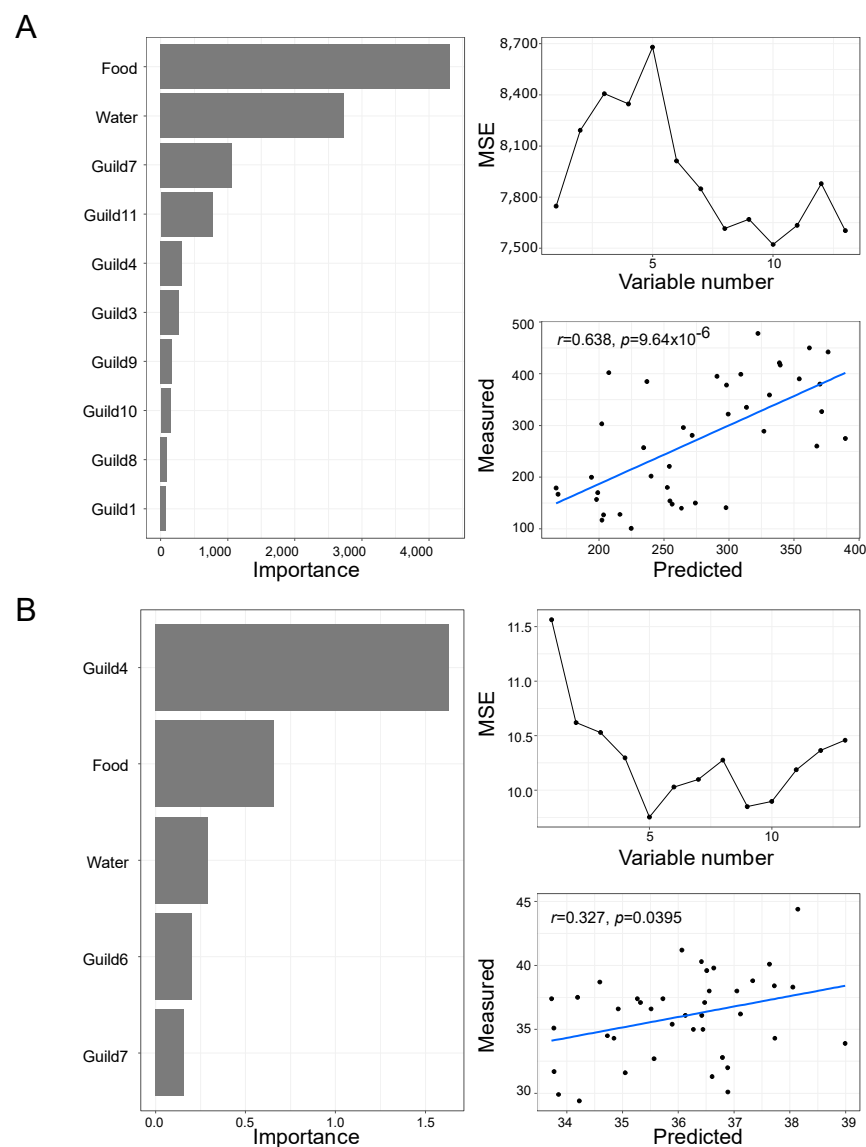 A
Food
Water
Guild7
Guild11
Guild4
Guild3
Guild9
Guild10
Guild8
Guild1
0 1,000 2,000 3,000 4,000
Importance
8,700
8,400
8,100
7,800
7,500
MSE
5 10
Variable number
r=0.638, p=9.64x10-6
500
400
300
200
100
Measured
200 250 300 350 400
Predicted
B
Guild4
Food
Water
Guild6
Guild7
0.0 0.5 1.0 1.5
Importance
11.5
11.0
10.5
10.0
MSE
5 10
Variable number
r=0.327, p=0.0395
45
40
35
30
Measured
34 35 36 37 38 39
Predicted